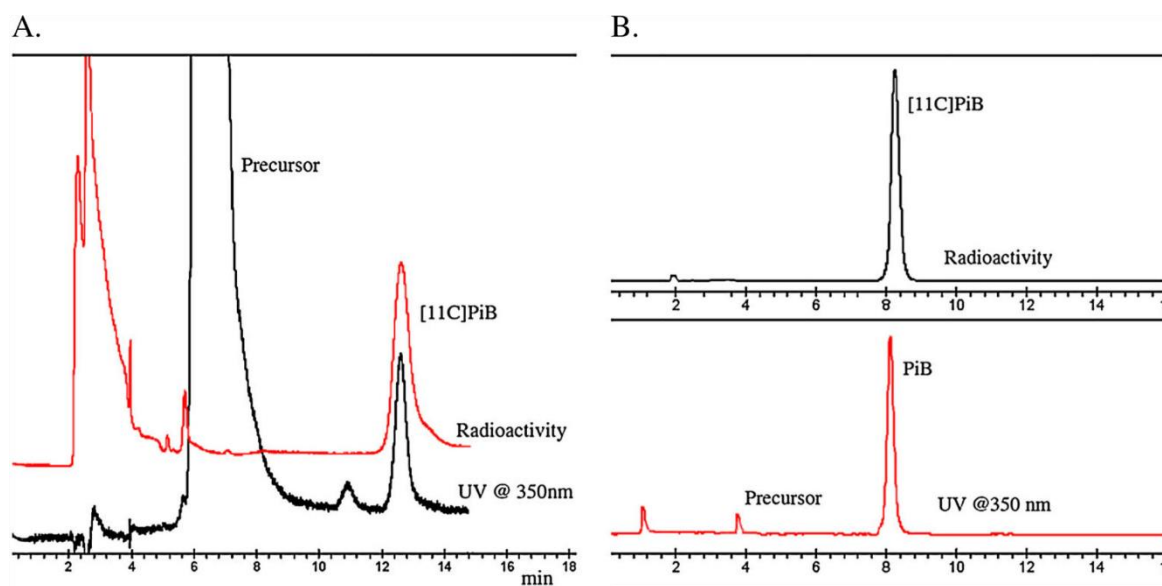 A.
Precursor
[11C]PiB
Radioactivity
UV @ 350nm
2 4 6 8 10 12 14 16 18
min
B.
[11C]PiB
Radioactivity
2 4 6 8 10 12 14
PiB
Precursor
UV @350 nm
2 4 6 8 10 12 14